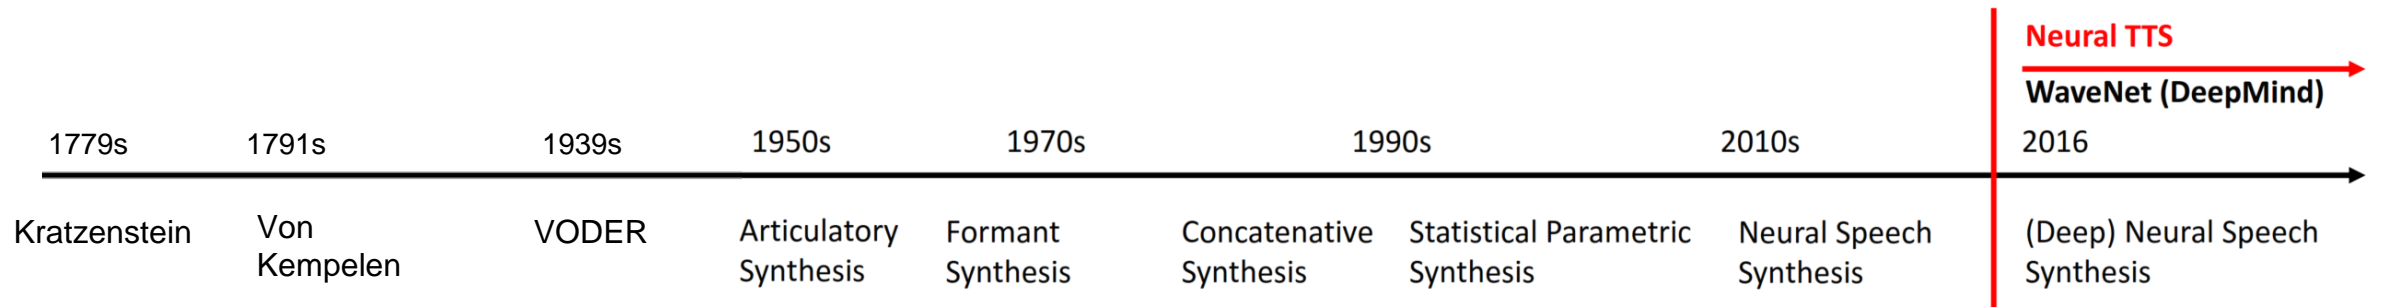 Neural TTS
WaveNet (DeepMind)
1779s 1791s 1939s 1950s 1970s 1990s 2010s 2016
Kratzenstein
Von
Kempelen
VODER
Articulatory
Synthesis
Formant
Synthesis
Concatenative
Synthesis
Statistical Parametric
Synthesis
Neural Speech
Synthesis
(Deep) Neural Speech
Synthesis